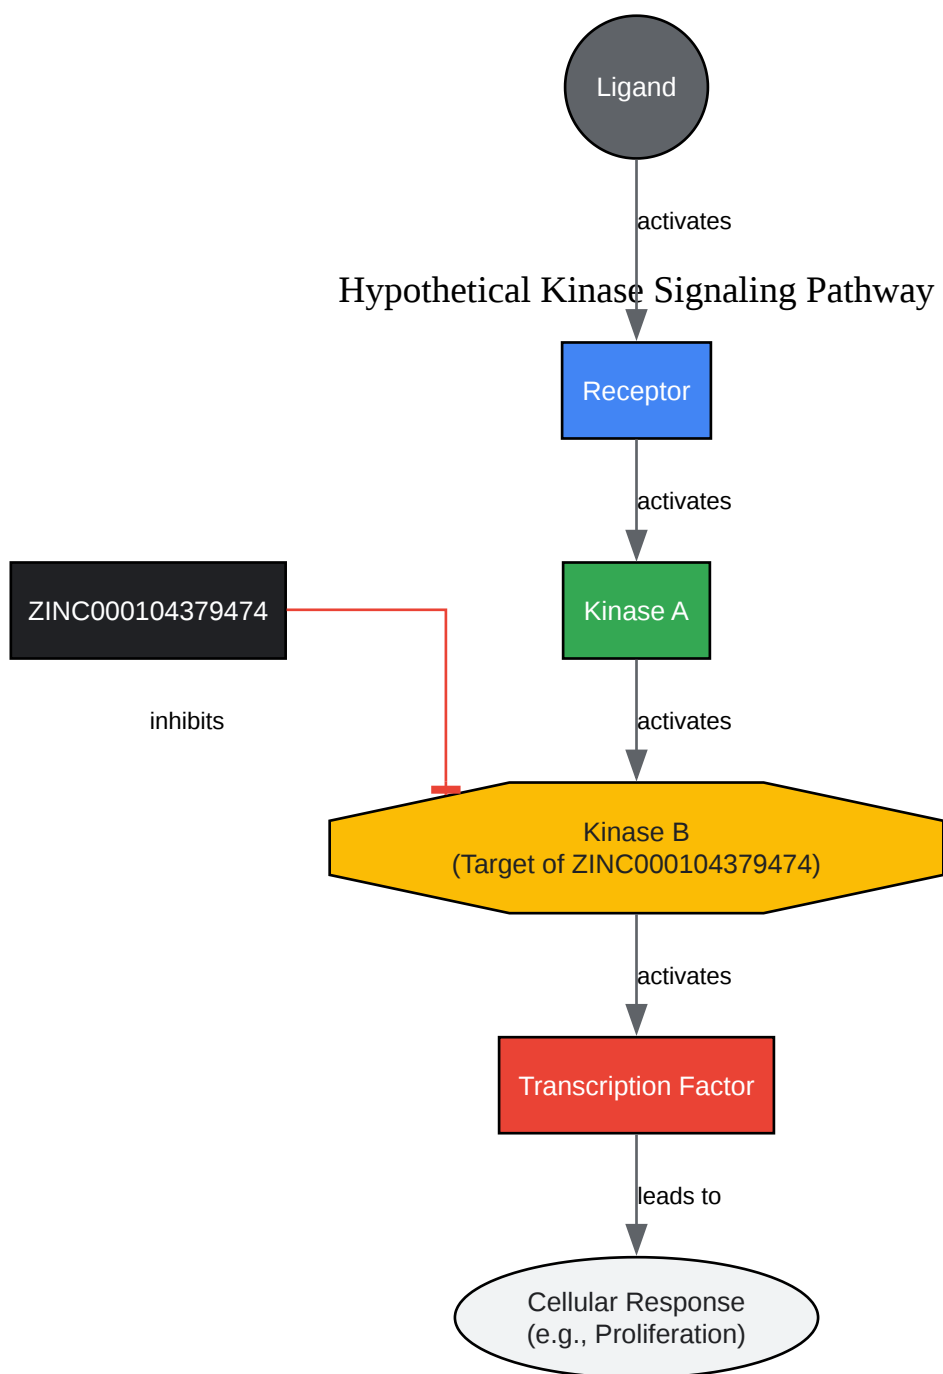 Ligand
activates
Hypothetical Kinase Signaling Pathway
Receptor
activates
ZINC000104379474
Kinase A
inhibits
activates
Kinase B
(Target of ZINC000104379474)
activates
Transcription Factor
leads to
Cellular Response
(e.g., Proliferation)